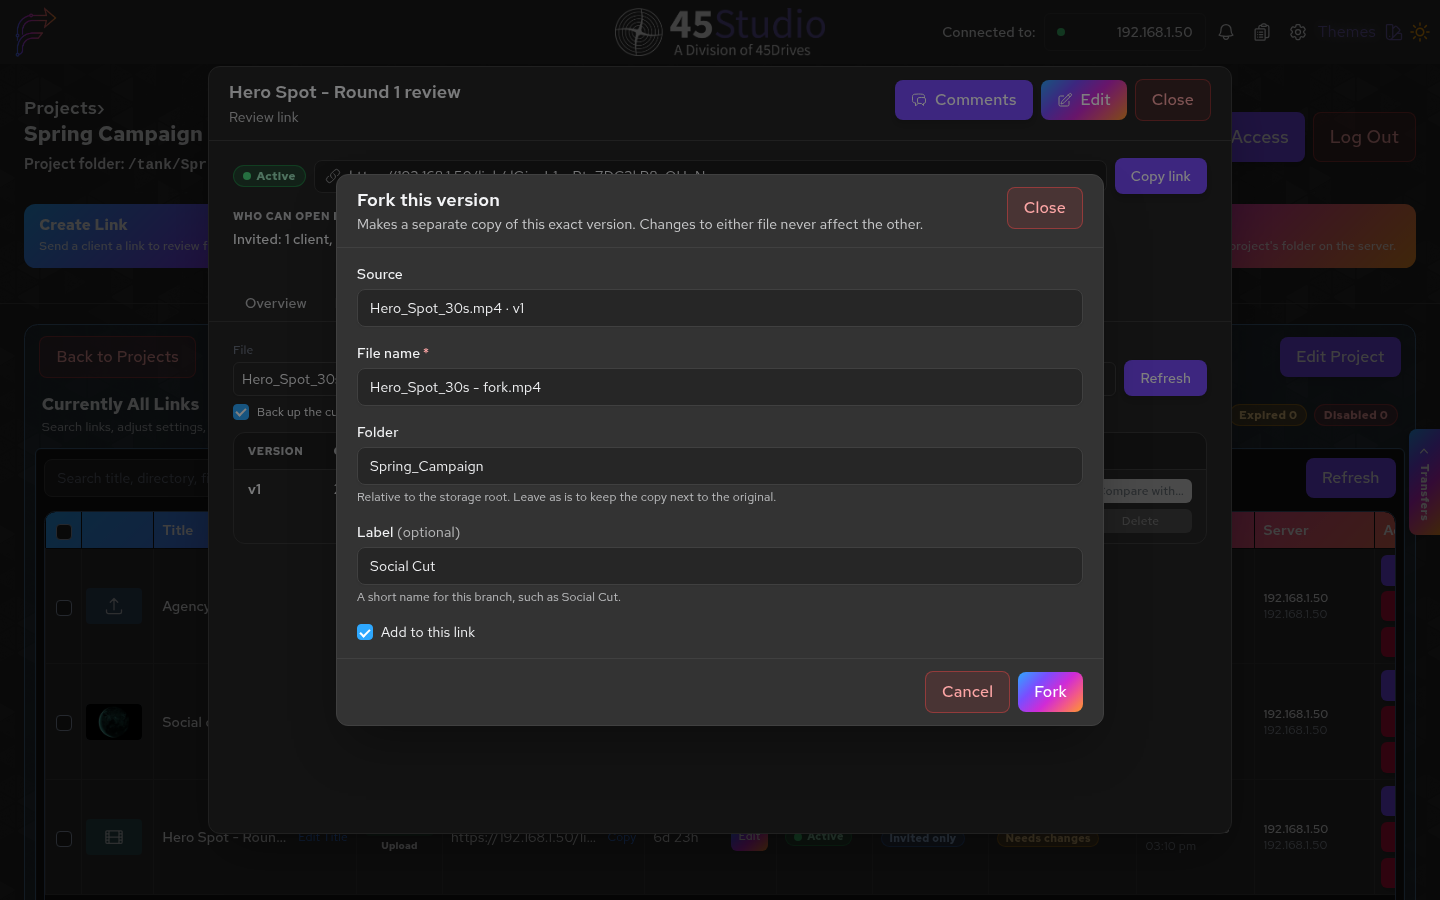 45Studio
A Division of 45Drives
Connected to:
192.168.1.50
Themes
Projects›
Spring Campaign
Project folder: /tank/Spr
Access
Log Out
Hero Spot - Round 1 review
Review link
Comments
Edit
Close
Active
Copy link
WHO CAN OPEN
Invited: 1 client,
Create Link
Send a client a link to review f
project's folder on the server.
Overview
Back to Projects
Edit Project
File
Hero_Spot_30s
Refresh
Back up the cu
Currently All Links
Search links, adjust settings,
Expired 0
Disabled 0
VERSION
v1
Compare with...
Delete
Search title, directory, fi
Refresh
Transfers
Title
Server
Fork this version
Makes a separate copy of this exact version. Changes to either file never affect the other.
Close
Source
Hero_Spot_30s.mp4 · v1
File name *
Hero_Spot_30s - fork.mp4
Folder
Spring_Campaign
Relative to the storage root. Leave as is to keep the copy next to the original.
Label (optional)
Social Cut
A short name for this branch, such as Social Cut.
Add to this link
Cancel
Fork
Agency
192.168.1.50
192.168.1.50
Social c
192.168.1.50
192.168.1.50
Hero Spot - Roun...
Edit Title
Upload
https://192.168.1.50/li...
Copy
6d 23h
Edit
Active
Invited only
Needs changes
03:10 pm
192.168.1.50
192.168.1.50